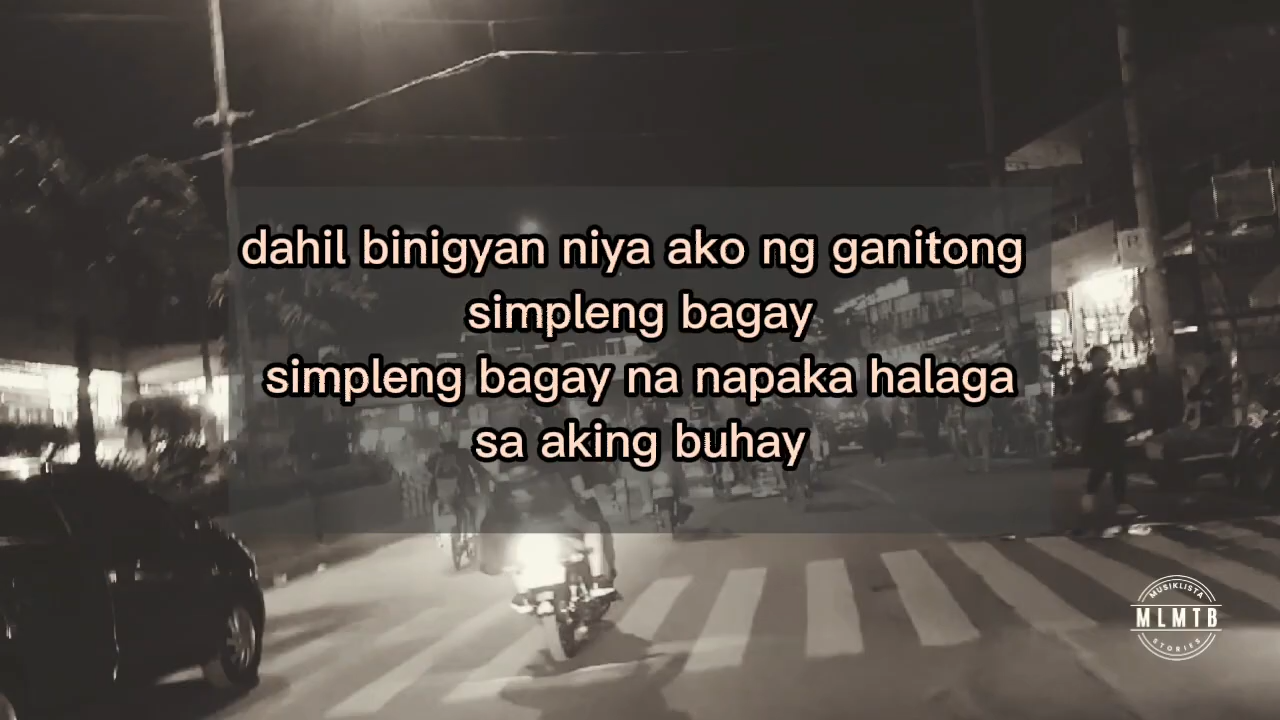 dahil binigyan niya ako ng ganitong
simpleng bagay
simpleng bagay na napaka halaga
sa aking buhay
MUSIKLISTA
MLMTB
STORIES